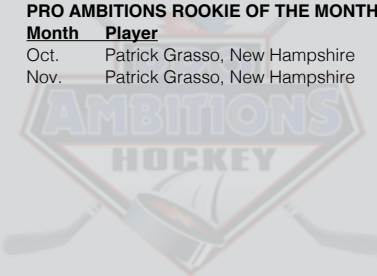 PRO AMBITIONS ROOKIE OF THE MONTH
Month Player
Oct. Patrick Grasso, New Hampshire
Nov. Patrick Grasso, New Hampshire
AMBITIONS
HOCKEY